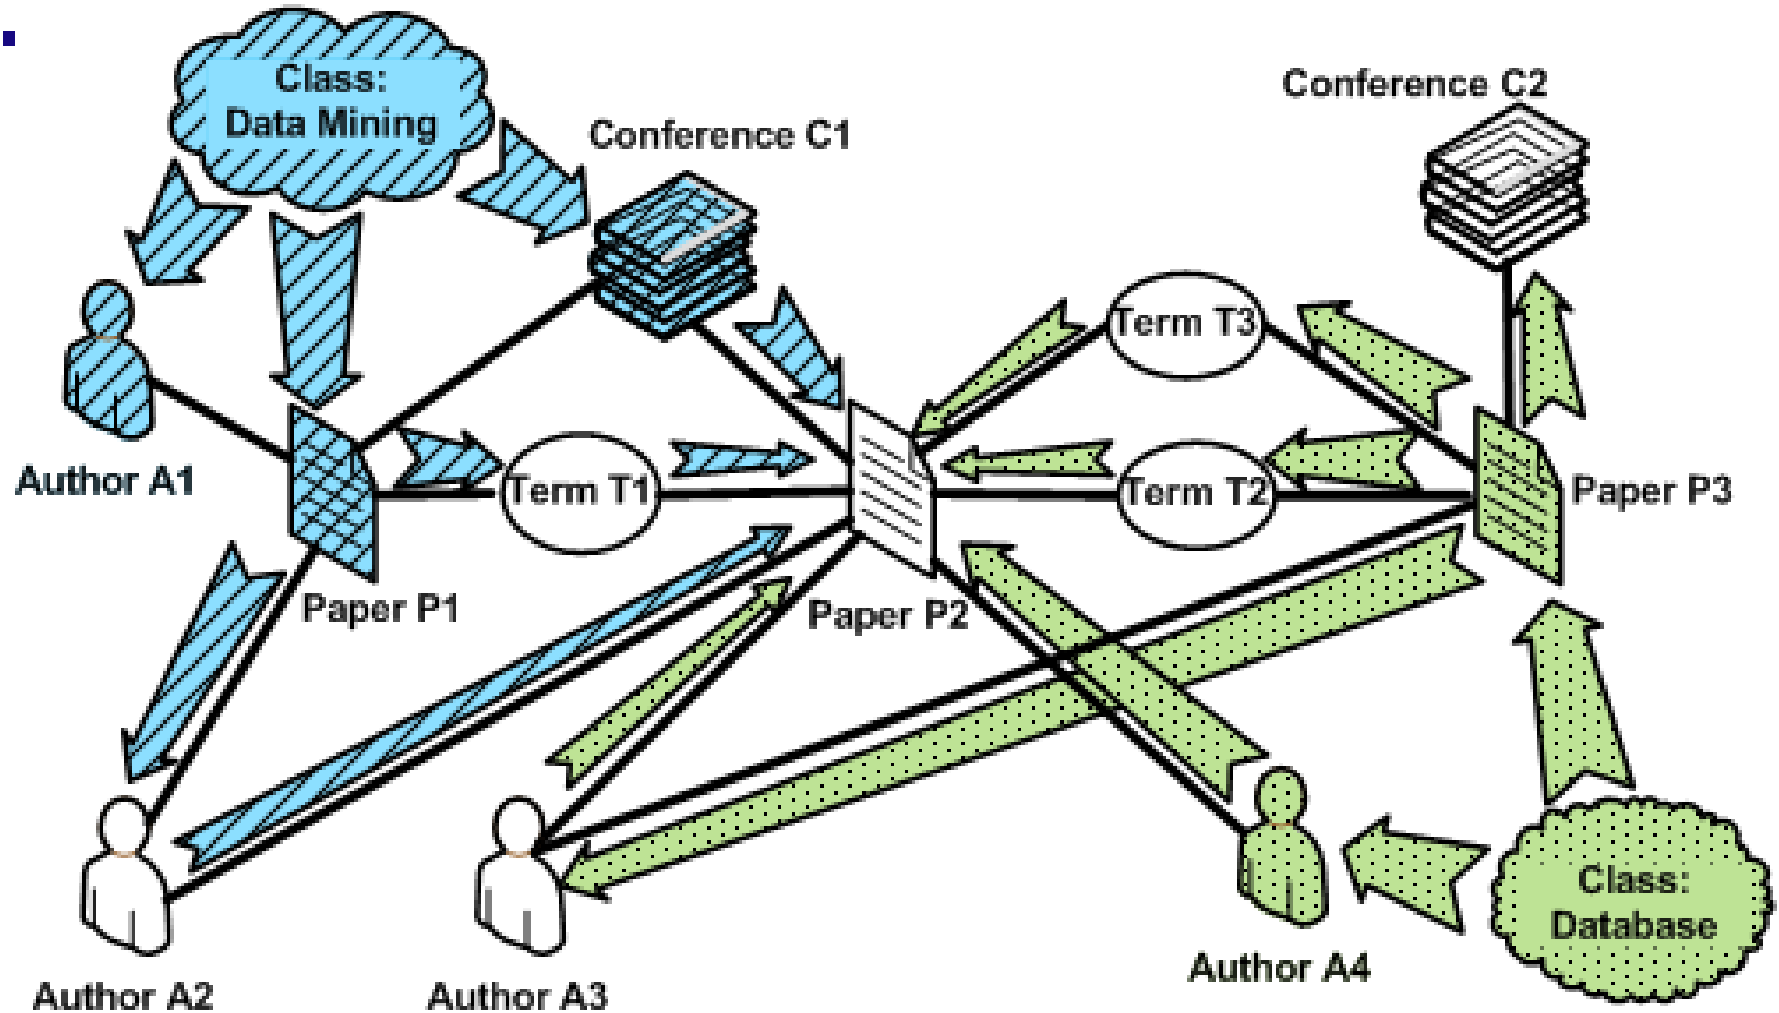 Class:
Data Mining
Conference C1
Conference C2
Term T3
Author A1
Term T1
Term T2
Paper P3
Paper P1
Paper P2
Class:
Database
Author A4
Author A2
Author A3